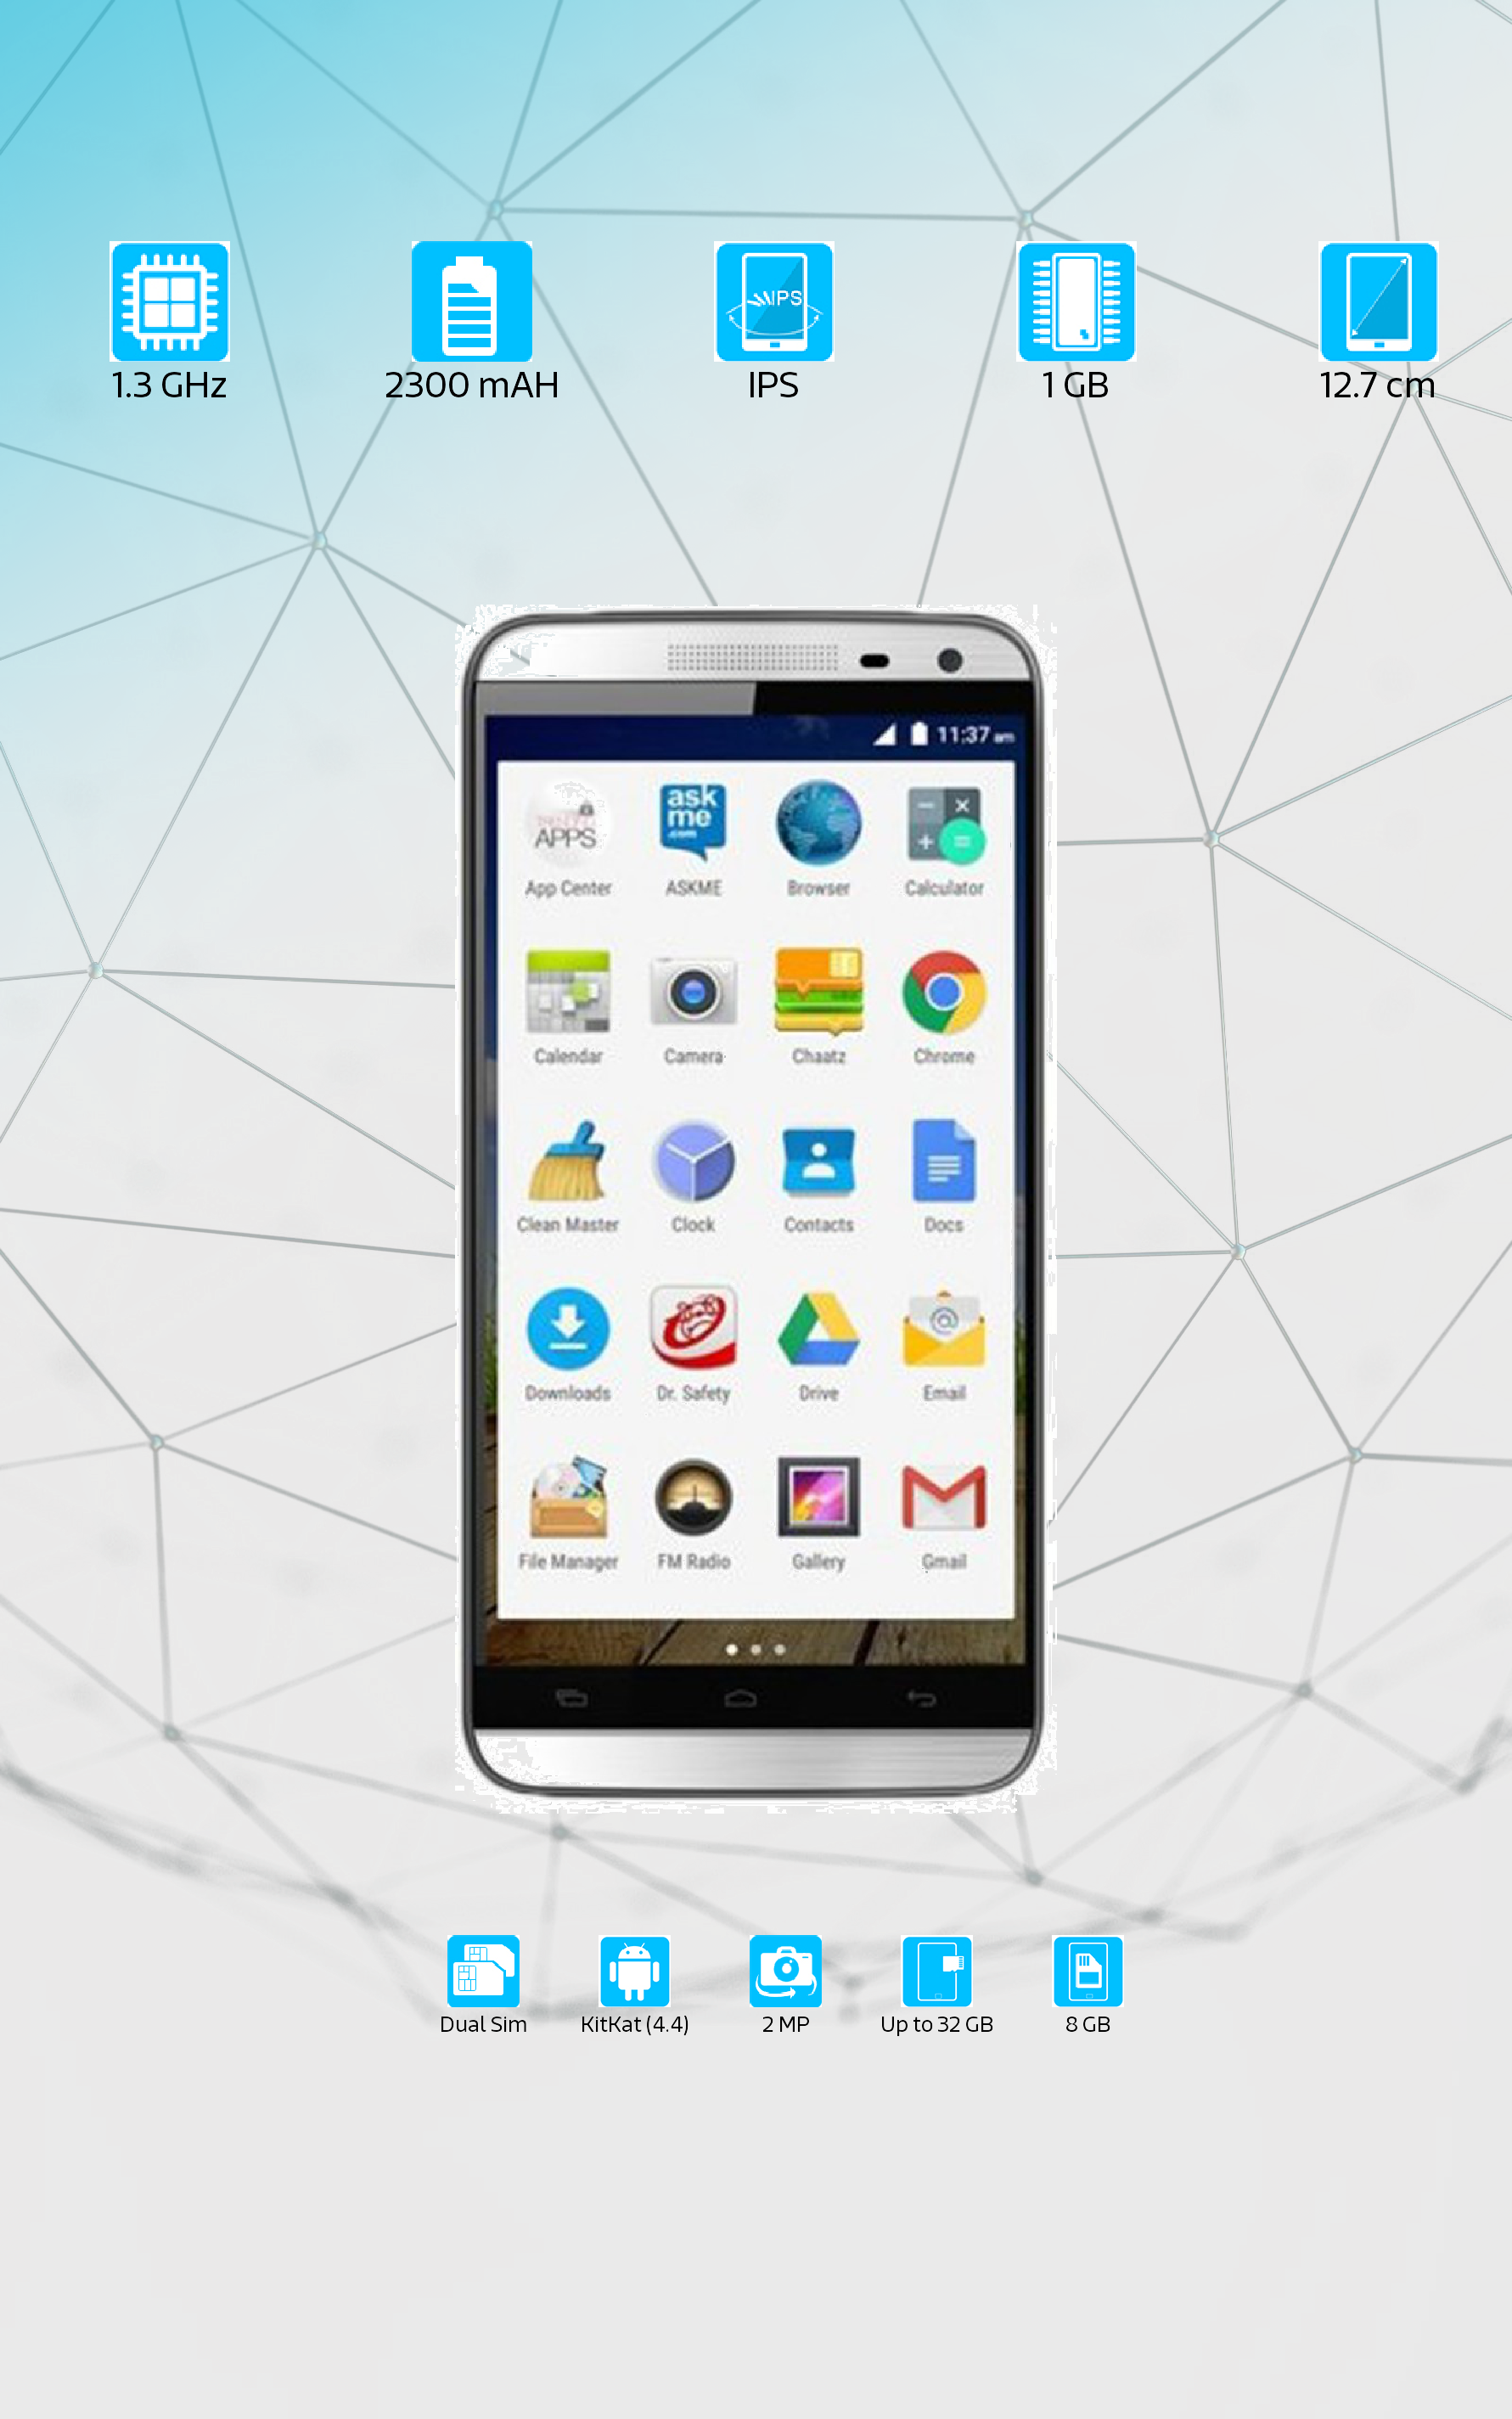 1.3 GHz
2300 mAH
IPS
IPS
1 GB
12.7 cm
11:37 am
APPS
ask
me
.com
App Center
ASKME
Browser
Calculator
Calendar
Camera
Chaatz
Chrome
Clean Master
Clock
Contacts
Docs
Downloads
Dr. Safety
Drive
Email
File Manager
FM Radio
Gallery
Gmail
Dual Sim
KitKat (4.4)
2 MP
Up to 32 GB
8 GB